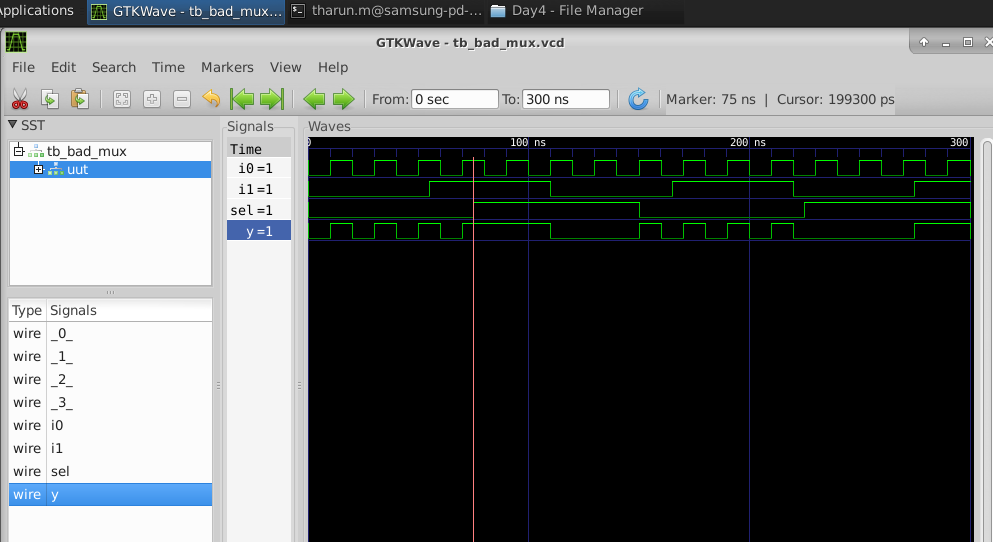 pplications GTKWave - tb_bad_mux... tharun.m@samsung-pd-... Day4 - File Manager
GTKWave - tb_bad_mux.vcd
File Edit Search Time Markers View Help
From: 0 sec To: 300 ns Marker: 75 ns | Cursor: 199300 ps
SST
tb_bad_mux
uut
Type Signals
wire _0_
wire _1_
wire _2_
wire _3_
wire i0
wire i1
wire sel
wire y
Signals
Time
i0=1
i1=1
sel=1
y=1
Waves
0 100 ns 200 ns 300